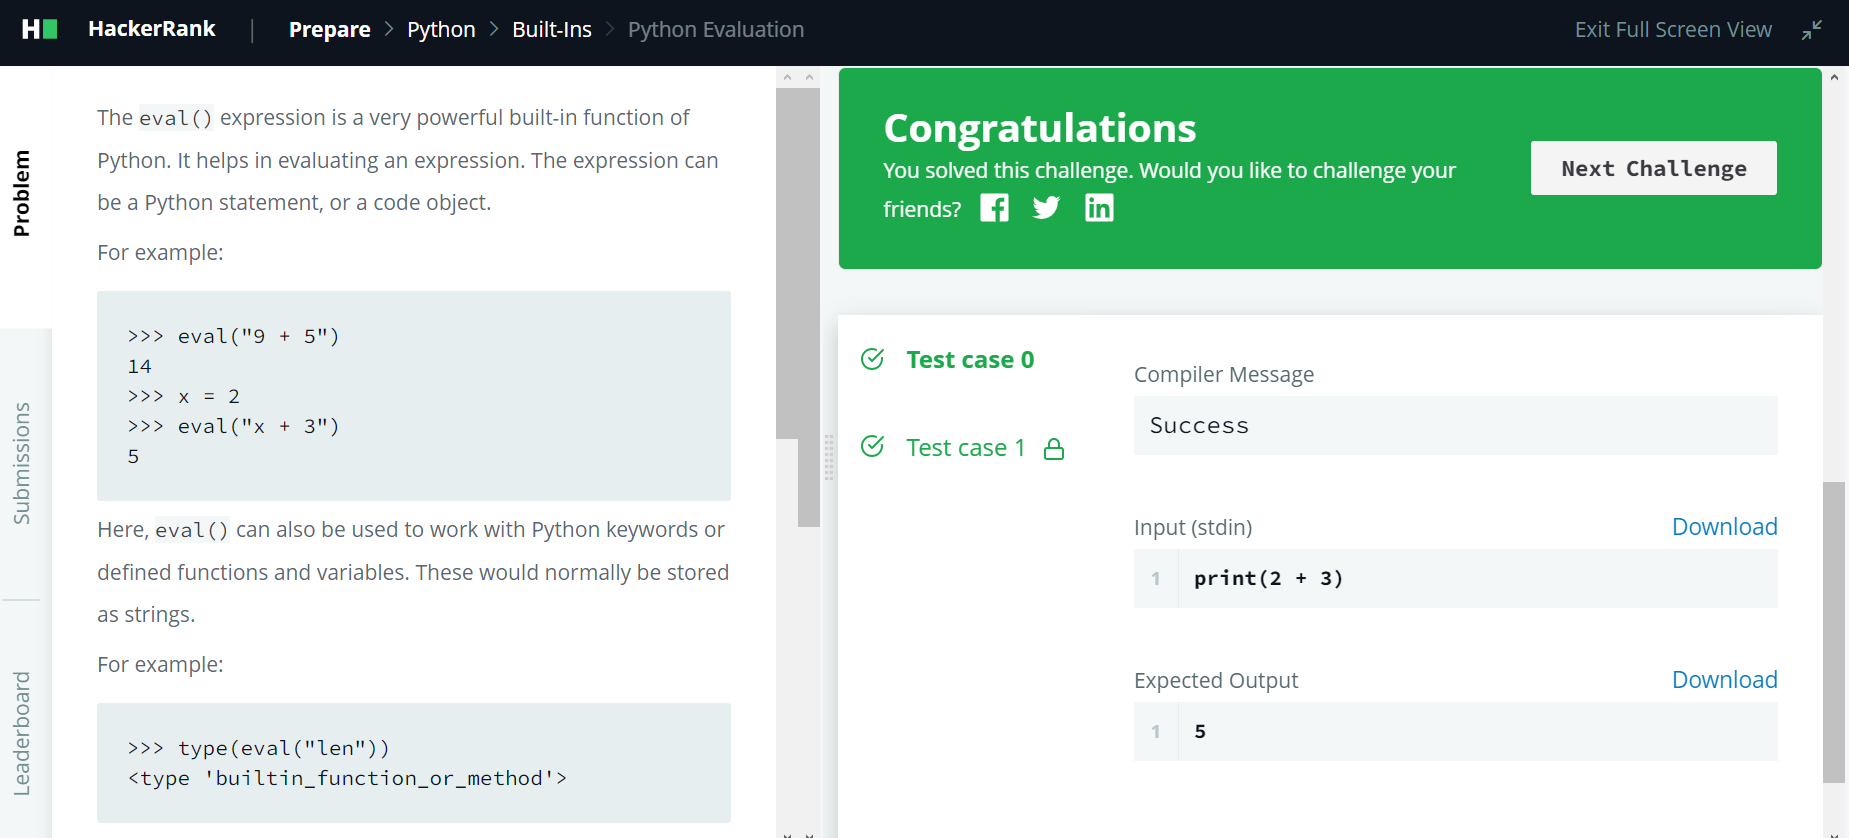 HackerRank | Prepare > Python > Built-Ins > Python Evaluation Exit Full Screen View
Problem
Submissions
Leaderboard
The eval() expression is a very powerful built-in function of
Python. It helps in evaluating an expression. The expression can
be a Python statement, or a code object.
For example:
>>> eval("9 + 5")
14
>>> x = 2
>>> eval("x + 3")
5
Here, eval() can also be used to work with Python keywords or
defined functions and variables. These would normally be stored
as strings.
For example:
>>> type(eval("len"))
<type 'builtin_function_or_method'>
Congratulations
You solved this challenge. Would you like to challenge your
friends?
Next Challenge
Test case 0
Test case 1
Compiler Message
Success
Input (stdin) Download
1 print(2 + 3)
Expected Output Download
1 5